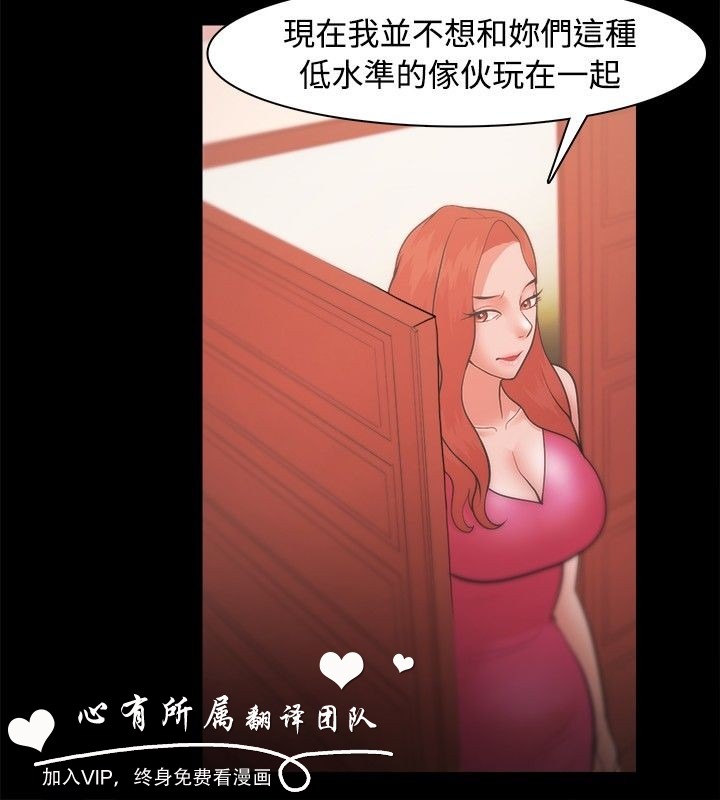 現在我並不想和妳們這種
低水準的傢伙玩在一起
心有所属翻译团队
加入VIP，终身免费看漫画